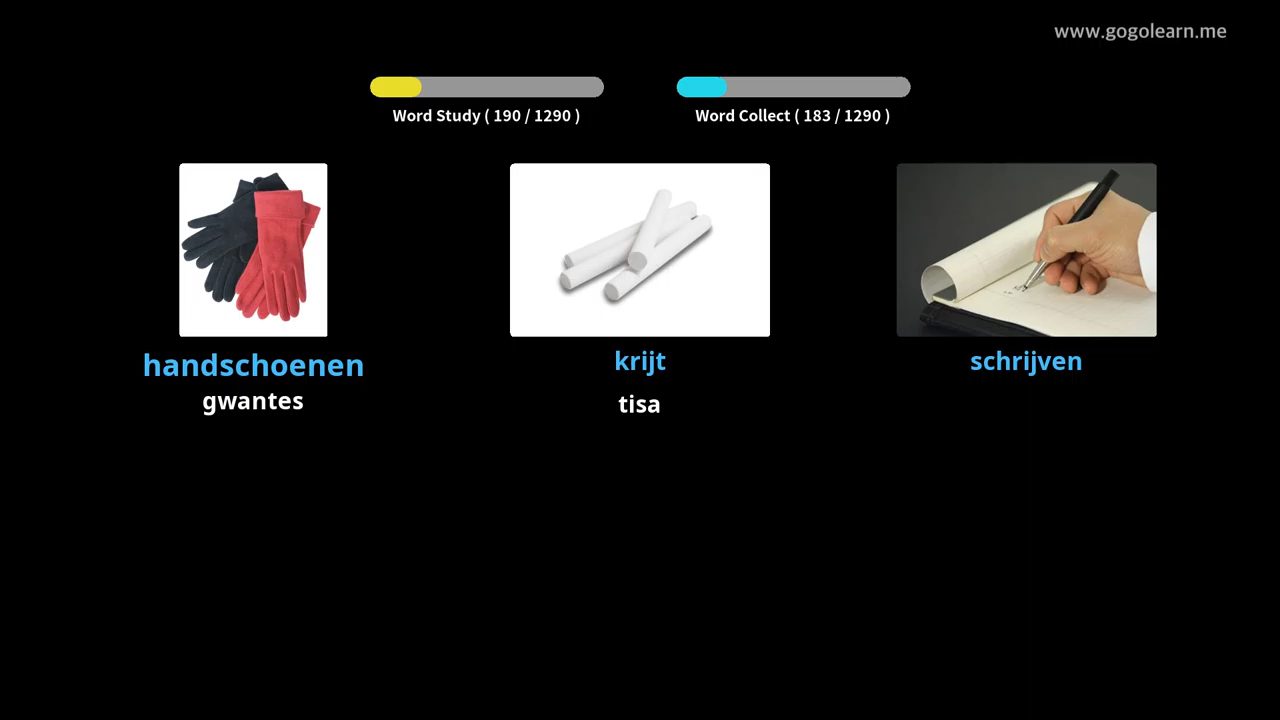 www.gogolearn.me
Word Study ( 190 / 1290 )
Word Collect ( 183 / 1290 )
handschoenen
krijt
schrijven
gwantes
tisa